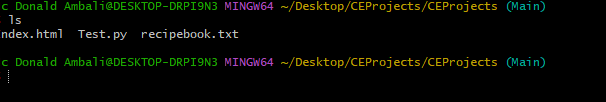 c Donald Ambali@DESKTOP-DRPI9N3 MINGW64 ~/Desktop/CEProjects/CEProjects (Main)
ls
ndex.html  Test.py  recipebook.txt
c Donald Ambali@DESKTOP-DRPI9N3 MINGW64 ~/Desktop/CEProjects/CEProjects (Main)